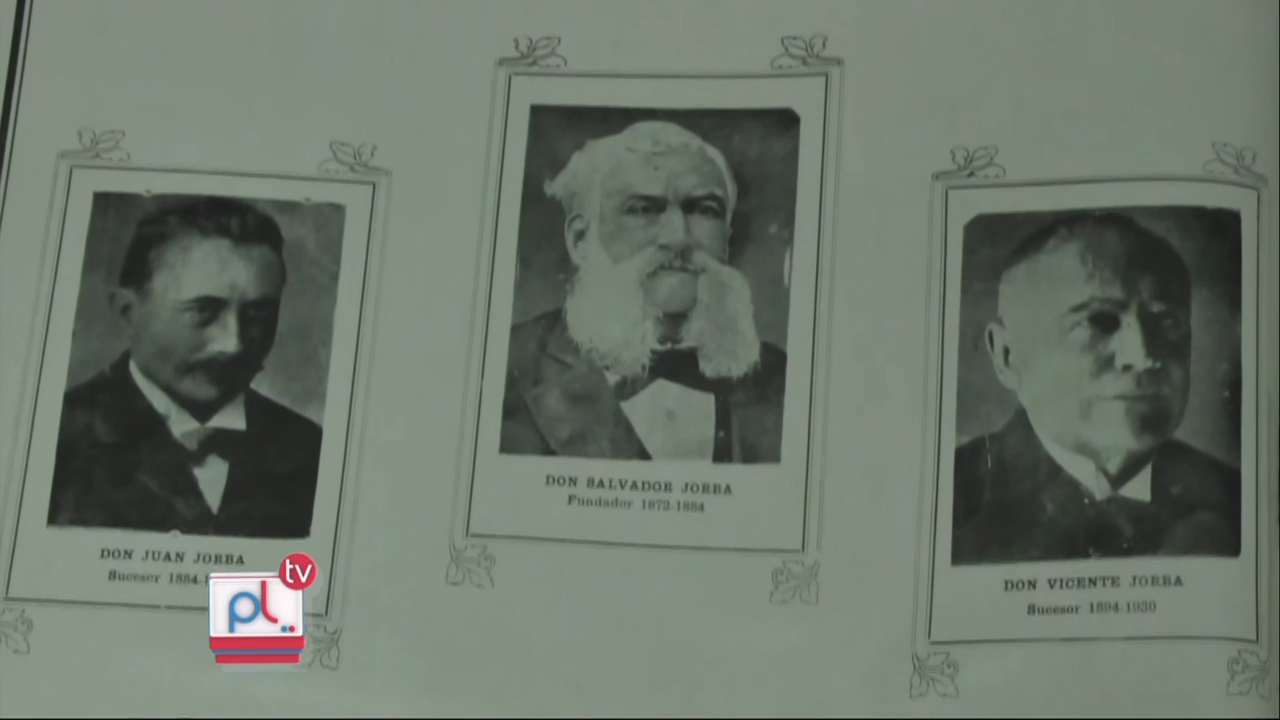 DON SALVADOR JORBA
Fundador 1872-1884
DON JUAN JORBA
Sucesor 1884-
DON VICENTE JORBA
Sucesor 1894-1930
tv
pl